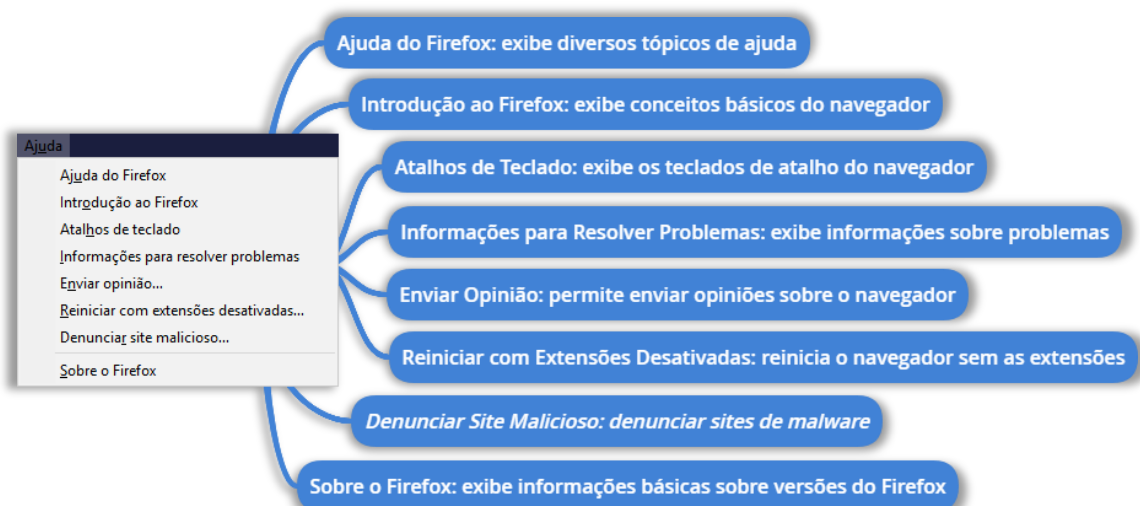 Ajuda
Ajuda do Firefox
Introdução ao Firefox
Atalhos de teclado
Informações para resolver problemas
Enviar opinião...
Reiniciar com extensões desativadas...
Denunciar site malicioso...
Sobre o Firefox
Ajuda do Firefox: exibe diversos tópicos de ajuda
Introdução ao Firefox: exibe conceitos básicos do navegador
Atalhos de Teclado: exibe os teclados de atalho do navegador
Informações para Resolver Problemas: exibe informações sobre problemas
Enviar Opinião: permite enviar opiniões sobre o navegador
Reiniciar com Extensões Desativadas: reinicia o navegador sem as extensões
Denunciar Site Malicioso: denunciar sites de malware
Sobre o Firefox: exibe informações básicas sobre versões do Firefox